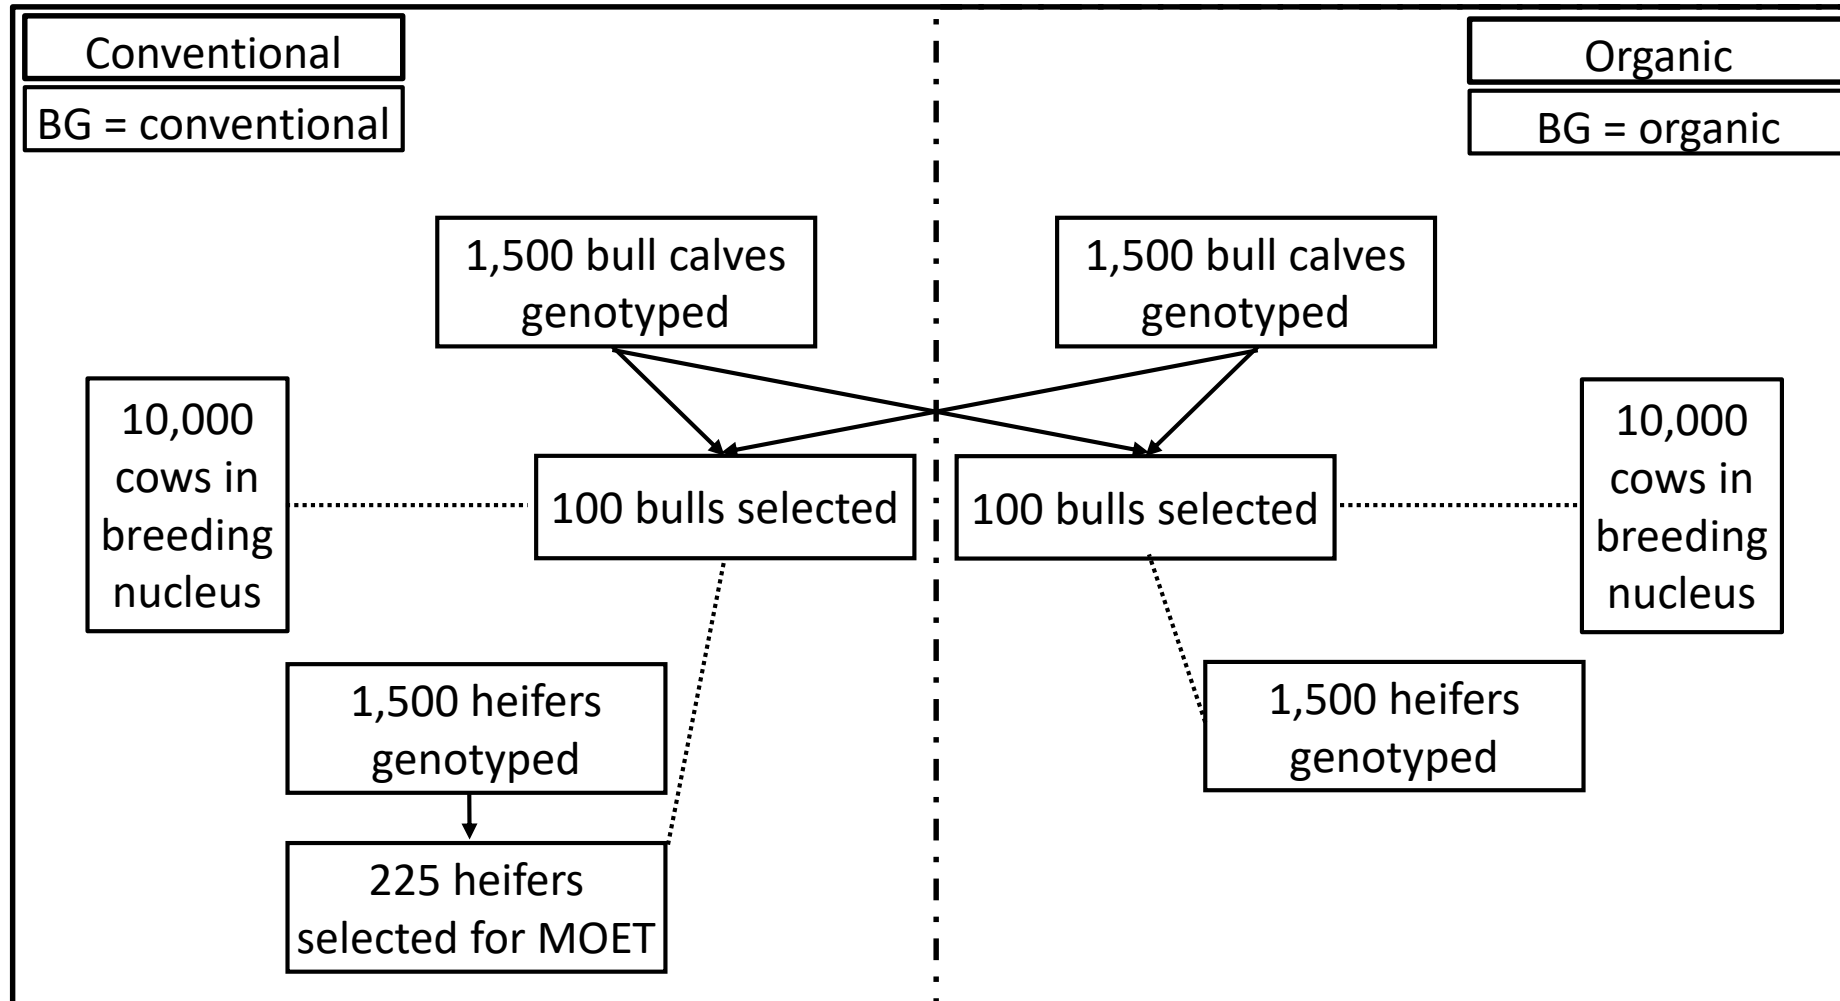 Conventional
BG = conventional
Organic
BG = organic
1,500 bull calves
genotyped
1,500 bull calves
genotyped
10,000
cows in
breeding
nucleus
100 bulls selected
100 bulls selected
10,000
cows in
breeding
nucleus
1,500 heifers
genotyped
1,500 heifers
genotyped
225 heifers
selected for MOET